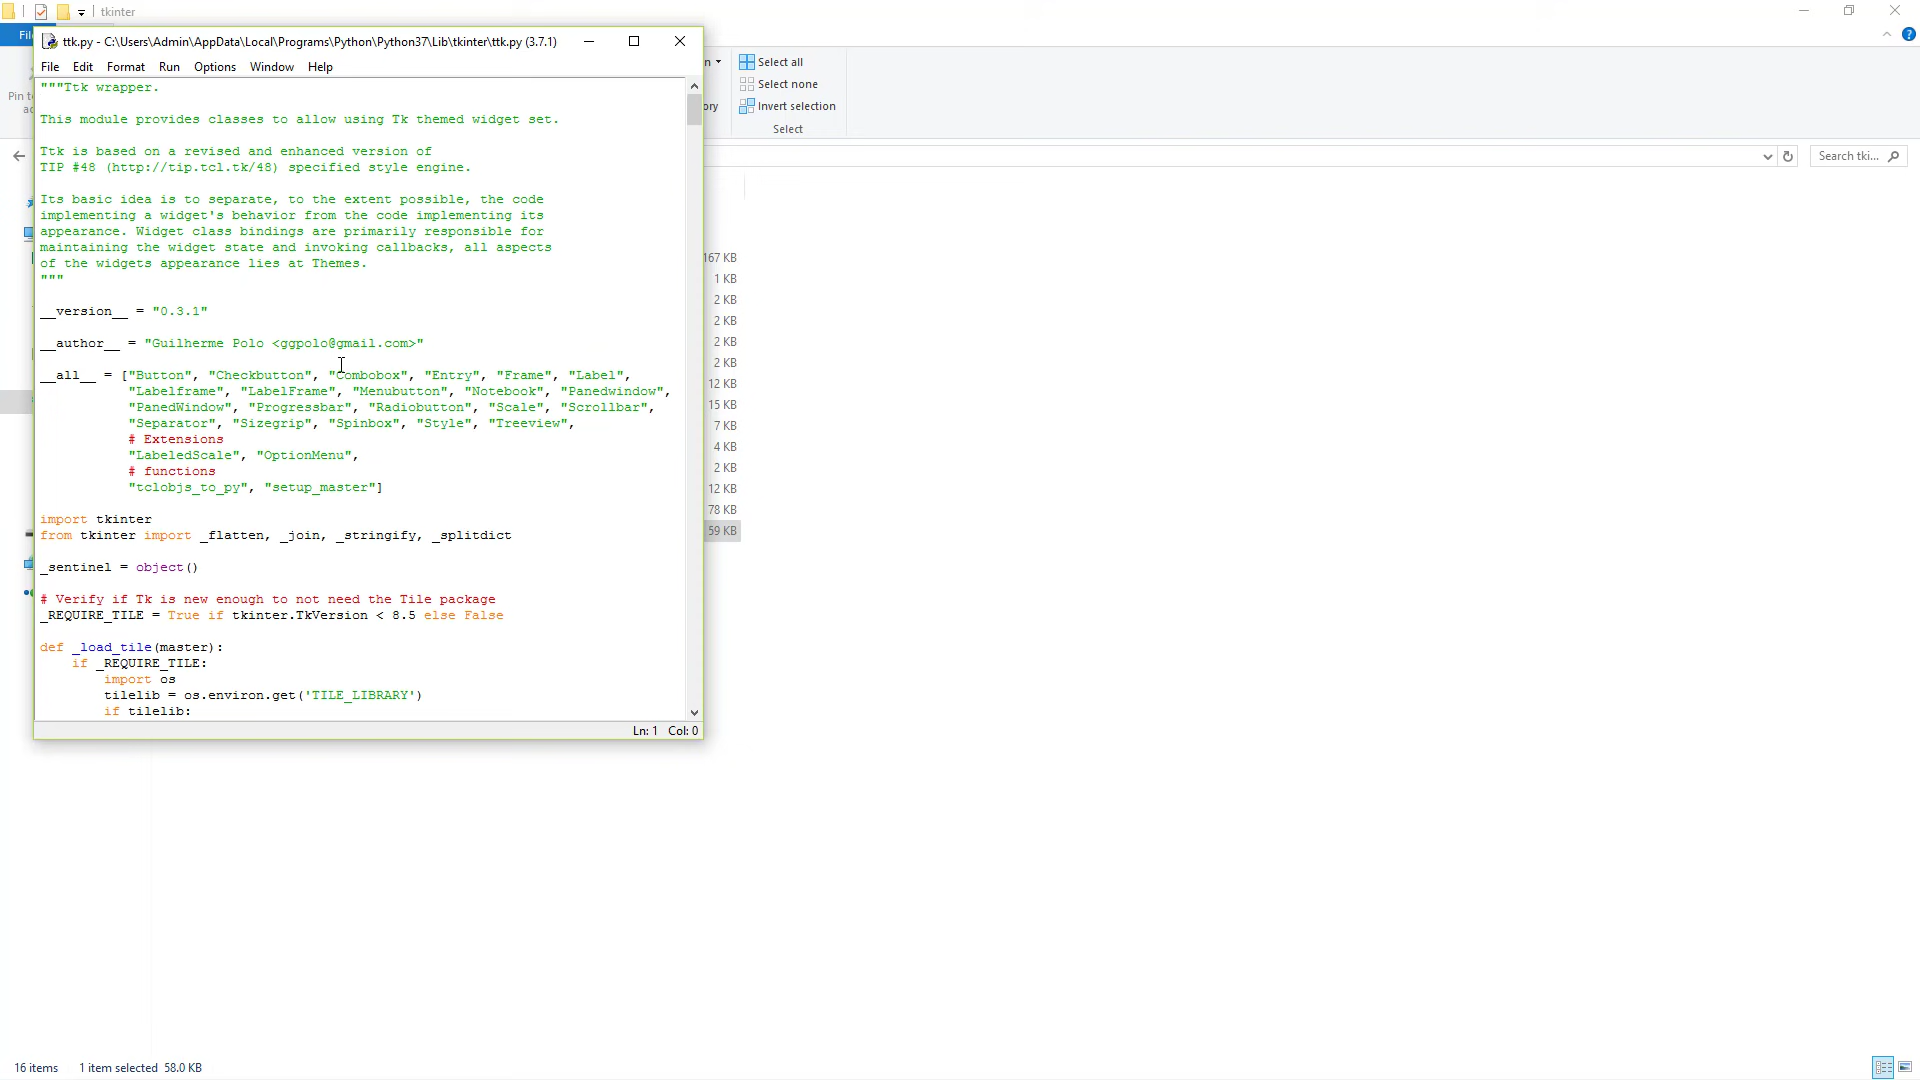 tkinter
Fil
ttk.py - C:\Users\Admin\AppData\Local\Programs\Python\Python37\Lib\tkinter\ttk.py (3.7.1)
File Edit Format Run Options Window Help
Select all
Select none
Invert selection
Select
Pin t
ory
Search tki...
"""Ttk wrapper.
This module provides classes to allow using Tk themed widget set.
Ttk is based on a revised and enhanced version of
TIP #48 (http://tip.tcl.tk/48) specified style engine.
Its basic idea is to separate, to the extent possible, the code
implementing a widget's behavior from the code implementing its
appearance. Widget class bindings are primarily responsible for
maintaining the widget state and invoking callbacks, all aspects
of the widgets appearance lies at Themes.
"""
__version__ = "0.3.1"
__author__ = "Guilherme Polo <ggpolo@gmail.com>"
__all__ = ["Button", "Checkbutton", "Combobox", "Entry", "Frame", "Label",
"Labelframe", "LabelFrame", "Menubutton", "Notebook", "Panedwindow",
"PanedWindow", "Progressbar", "Radiobutton", "Scale", "Scrollbar",
"Separator", "Sizegrip", "Spinbox", "Style", "Treeview",
# Extensions
"LabeledScale", "OptionMenu",
# functions
"tclobjs_to_py", "setup_master"]
import tkinter
from tkinter import _flatten, _join, _stringify, _splitdict
_sentinel = object()
# Verify if Tk is new enough to not need the Tile package
_REQUIRE_TILE = True if tkinter.TkVersion < 8.5 else False
def _load_tile(master):
if _REQUIRE_TILE:
import os
tilelib = os.environ.get('TILE_LIBRARY')
if tilelib:
Ln: 1 Col: 0
167 KB
1 KB
2 KB
2 KB
2 KB
2 KB
12 KB
15 KB
7 KB
4 KB
2 KB
12 KB
78 KB
59 KB
16 items 1 item selected 58.0 KB